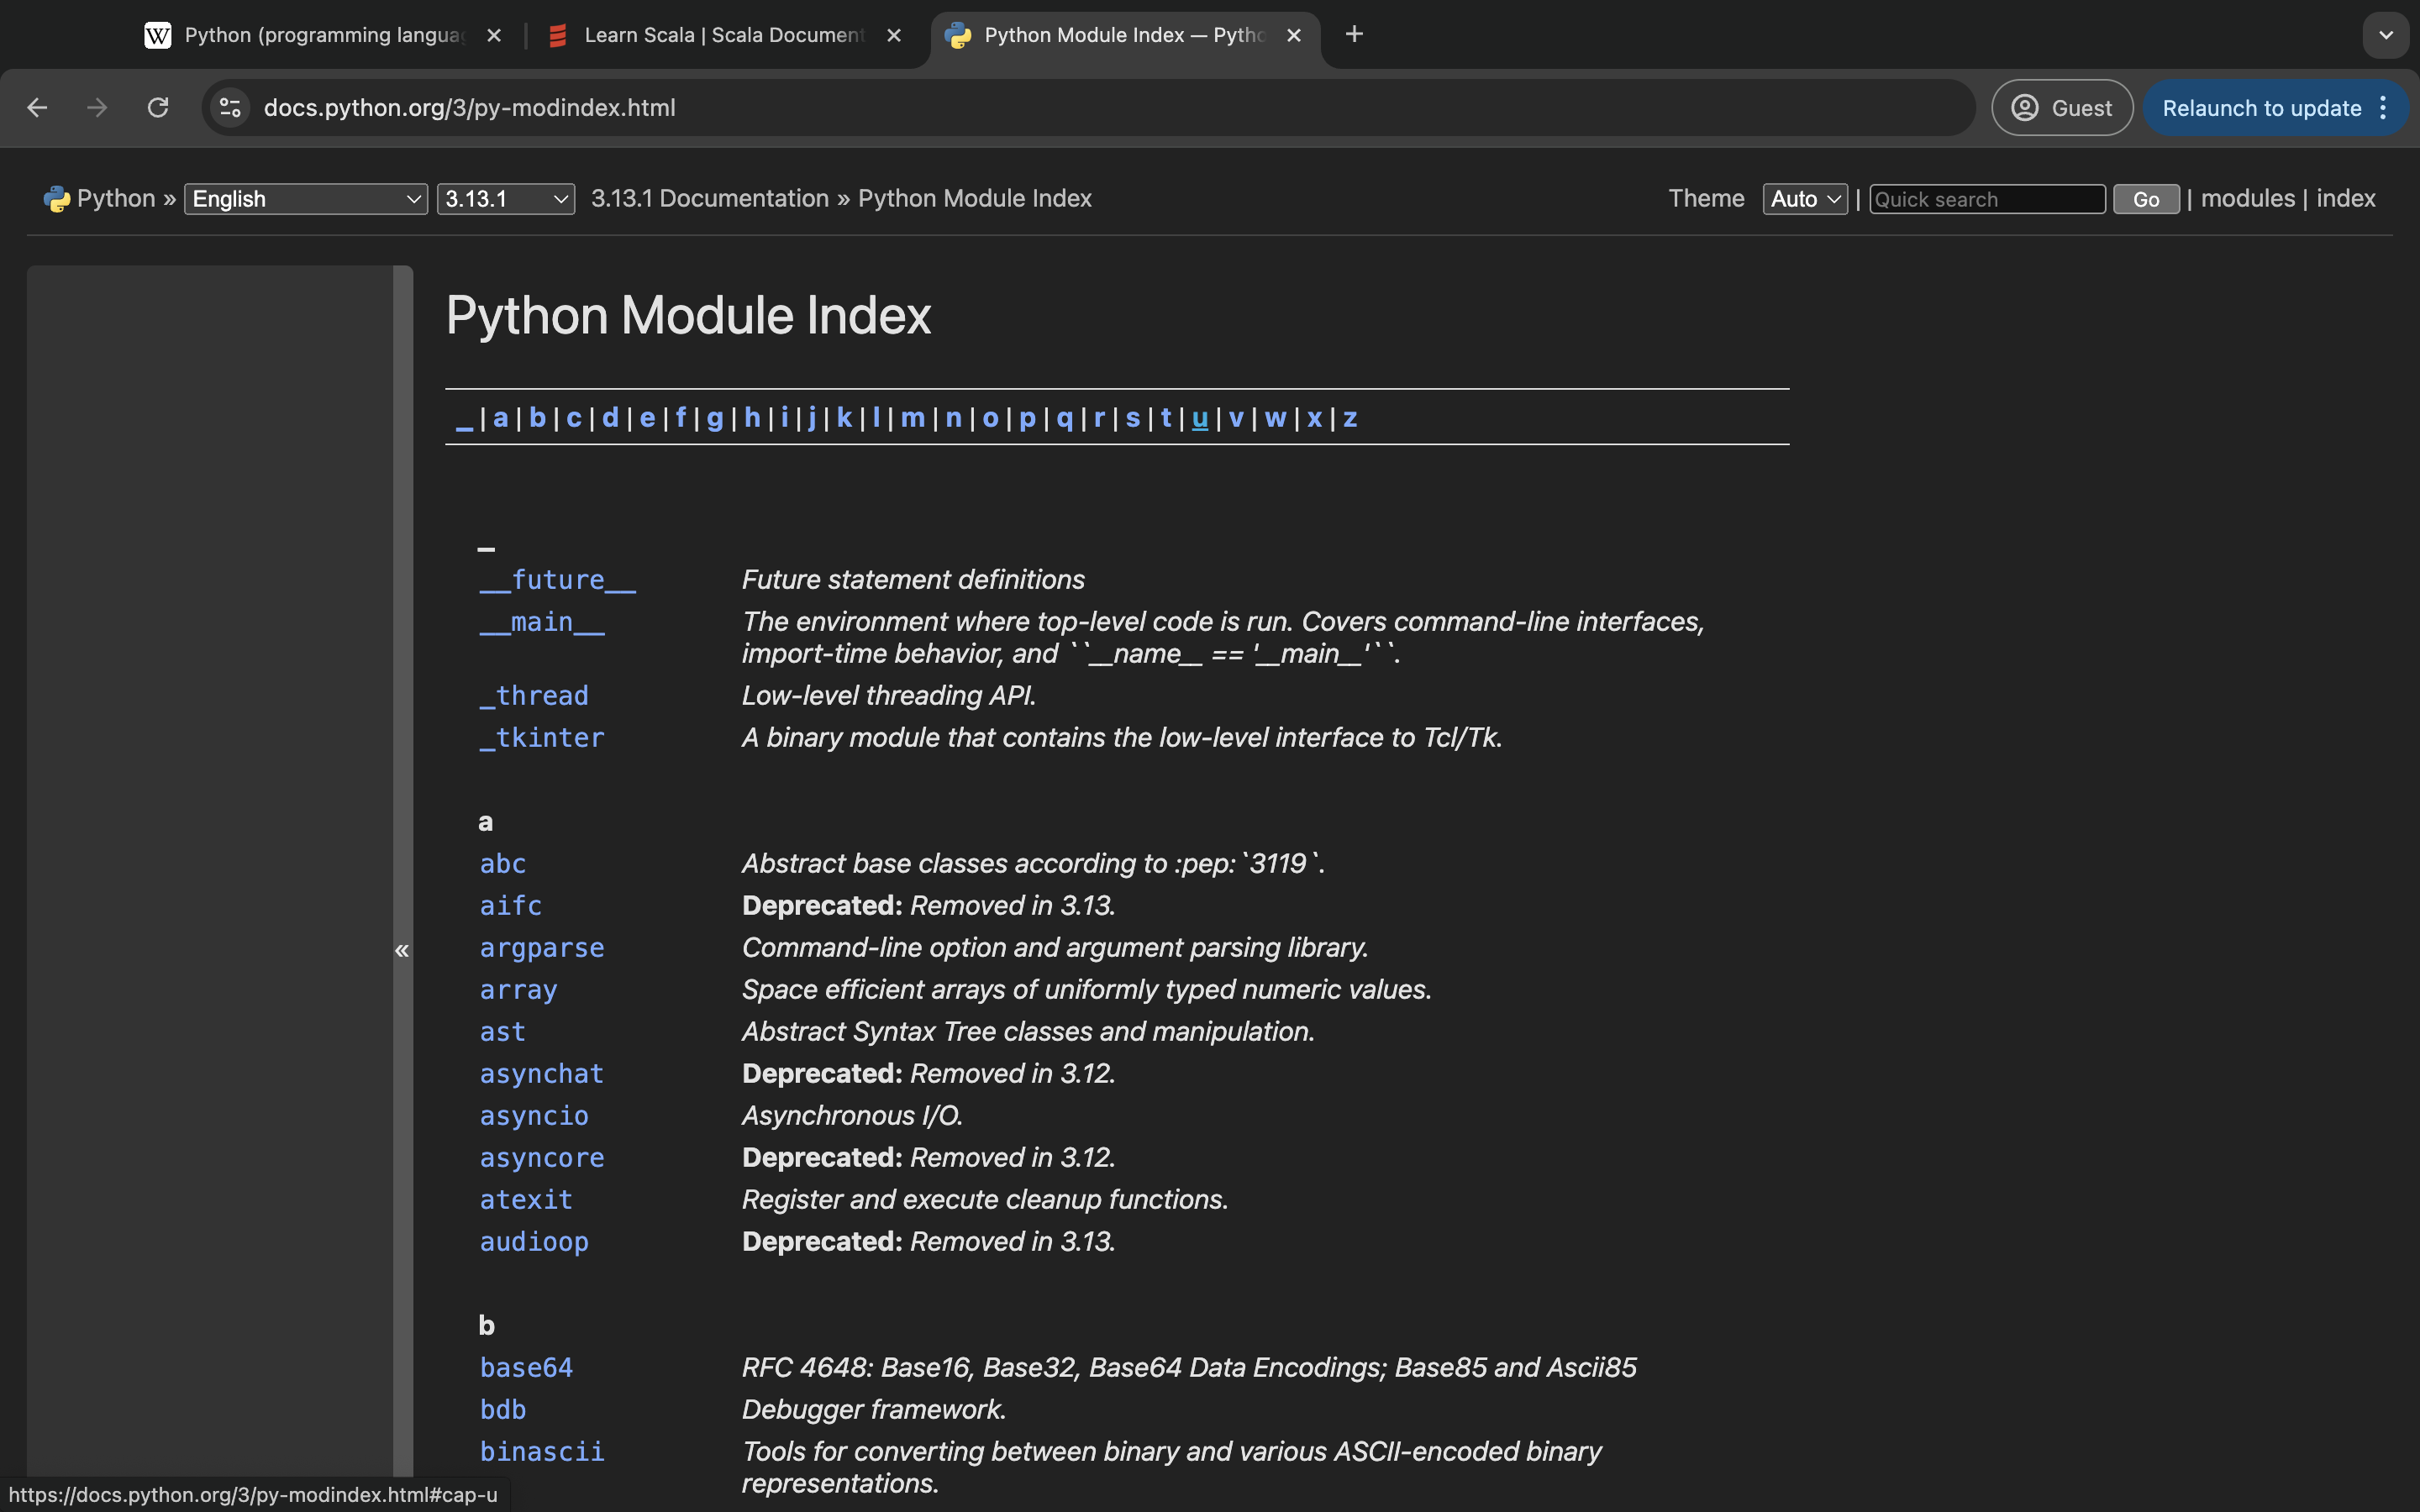 Python (programming languag
Learn Scala | Scala Document
Python Module Index — Pytho
docs.python.org/3/py-modindex.html
Guest
Relaunch to update
Python » English 3.13.1 3.13.1 Documentation » Python Module Index
Theme Auto | Quick search Go | modules | index
Python Module Index
_ | a | b | c | d | e | f | g | h | i | j | k | l | m | n | o | p | q | r | s | t | u | v | w | x | z
_
__future__ Future statement definitions
__main__ The environment where top-level code is run. Covers command-line interfaces,
import-time behavior, and ``__name__ == '__main__'``.
_thread Low-level threading API.
_tkinter A binary module that contains the low-level interface to Tcl/Tk.
a
abc Abstract base classes according to :pep:`3119`.
aifc Deprecated: Removed in 3.13.
argparse Command-line option and argument parsing library.
array Space efficient arrays of uniformly typed numeric values.
ast Abstract Syntax Tree classes and manipulation.
asynchat Deprecated: Removed in 3.12.
asyncio Asynchronous I/O.
asyncore Deprecated: Removed in 3.12.
atexit Register and execute cleanup functions.
audioop Deprecated: Removed in 3.13.
«
b
base64 RFC 4648: Base16, Base32, Base64 Data Encodings; Base85 and Ascii85
bdb Debugger framework.
binascii Tools for converting between binary and various ASCII-encoded binary
representations.
https://docs.python.org/3/py-modindex.html#cap-u